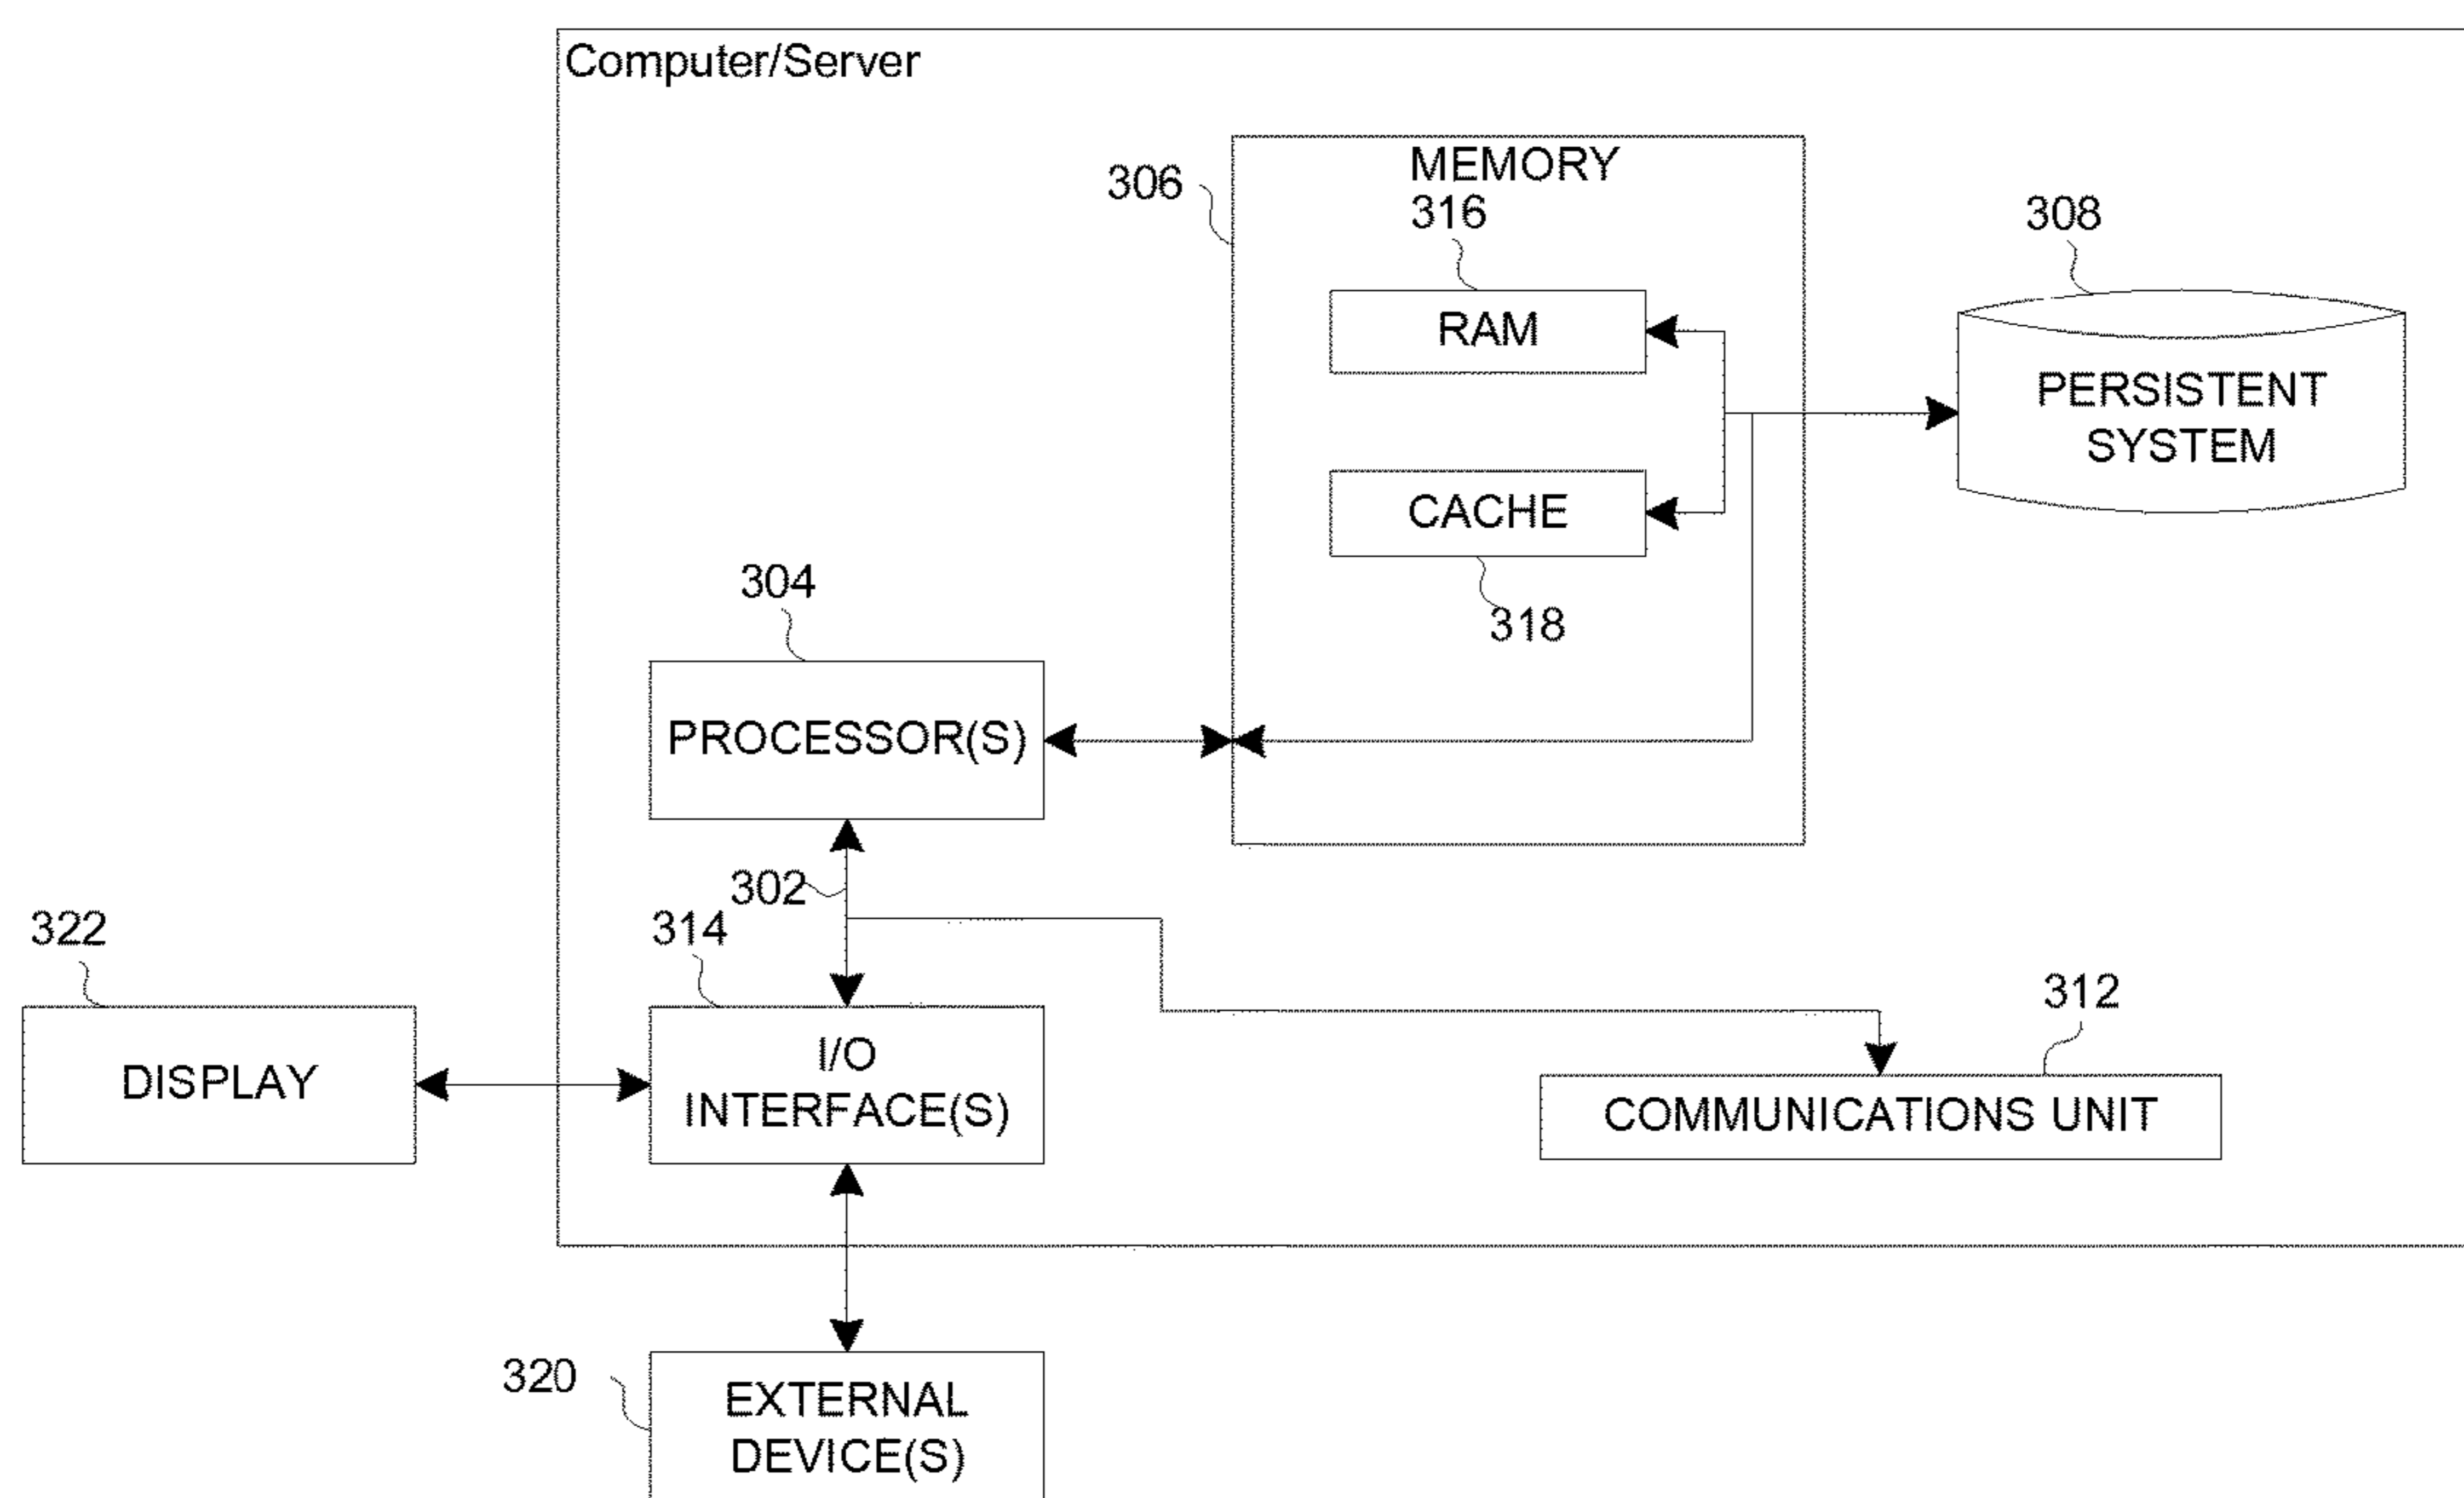 Computer/Server
MEMORY
306
316
308
RAM
PERSISTENT
SYSTEM
CACHE
304
318
PROCESSOR(S)
302
322
314
312
I/O
INTERFACE(S)
DISPLAY
COMMUNICATIONS UNIT
320
EXTERNAL
DEVICE(S)